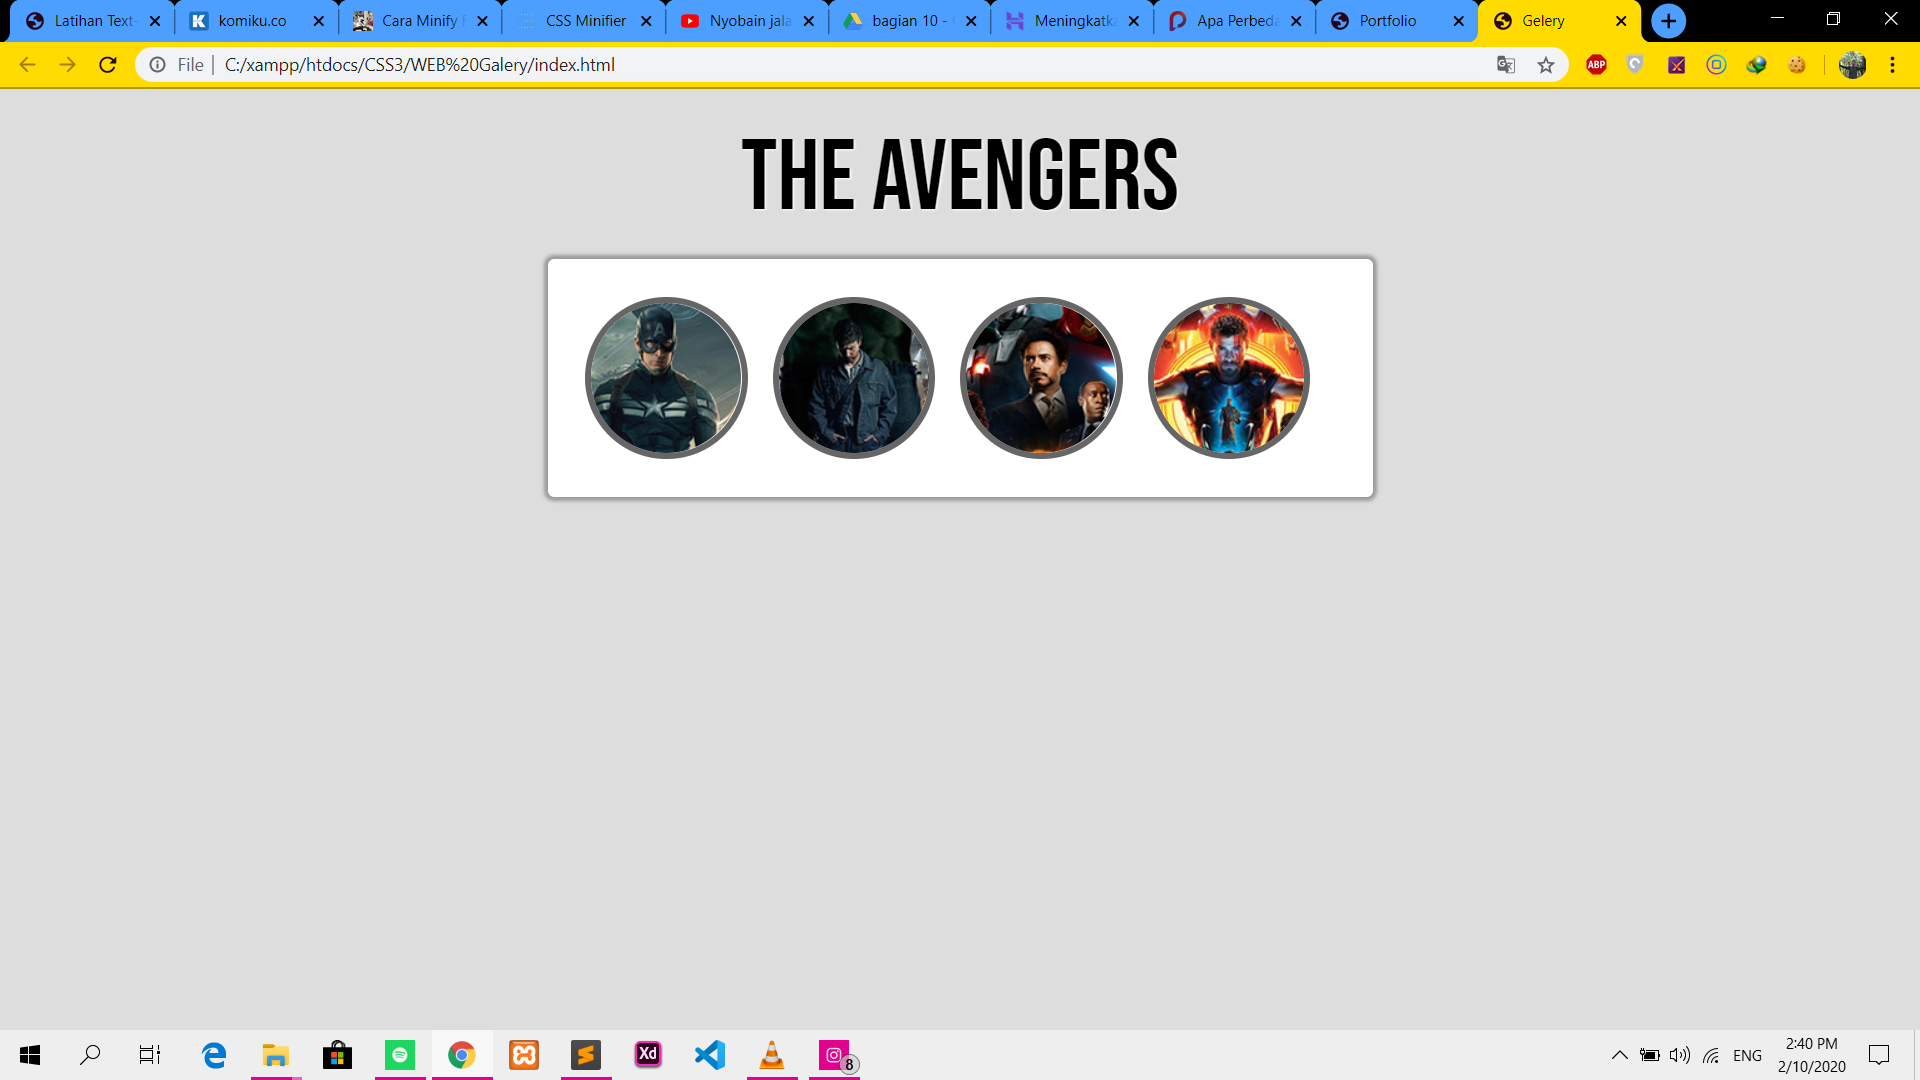 Latihan Text-
komiku.co
Cara Minify
CSS Minifier
Nyobain jala
bagian 10 -
Meningkatk
Apa Perbeda
Portfolio
Gelery
File
C:/xampp/htdocs/CSS3/WEB%20Galery/index.html
ABP
THE AVENGERS
A
Xd
8
ENG
2:40 PM
2/10/2020